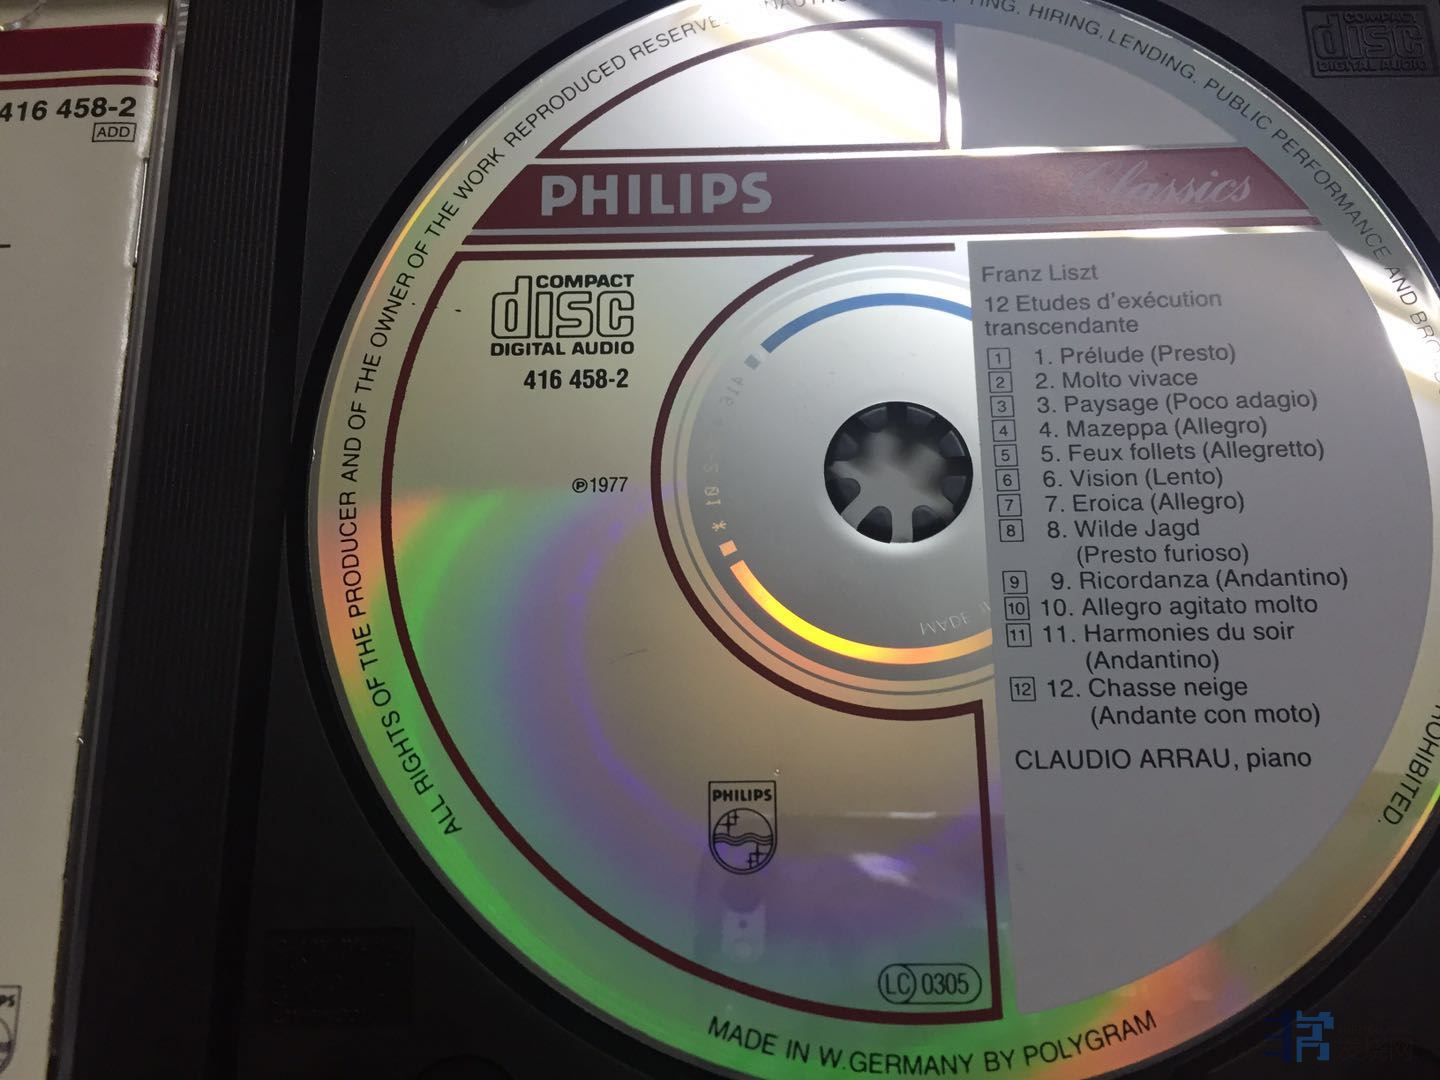 416 458-2
ADD
ALL RIGHTS OF THE PRODUCER AND OF THE OWNER OF THE WORK REPRODUCED RESERVED. HIRING, LENDING, PUBLIC PERFORMANCE AND PROHIBITED.
COMPACT
disc
DIGITAL AUDIO
PHILIPS
Classics
COMPACT
disc
DIGITAL AUDIO
416 458-2
℗1977
Franz Liszt
12 Etudes d'exécution
transcendante
1 1. Prélude (Presto)
2 2. Molto vivace
3 3. Paysage (Poco adagio)
4 4. Mazeppa (Allegro)
5 5. Feux follets (Allegretto)
6 6. Vision (Lento)
7 7. Eroica (Allegro)
8 8. Wilde Jagd
(Presto furioso)
9 9. Ricordanza (Andantino)
10 10. Allegro agitato molto
11 11. Harmonies du soir
(Andantino)
12 12. Chasse neige
(Andante con moto)
CLAUDIO ARRAU, piano
MADE
PHILIPS
LC 0305
MADE IN W. GERMANY BY POLYGRAM